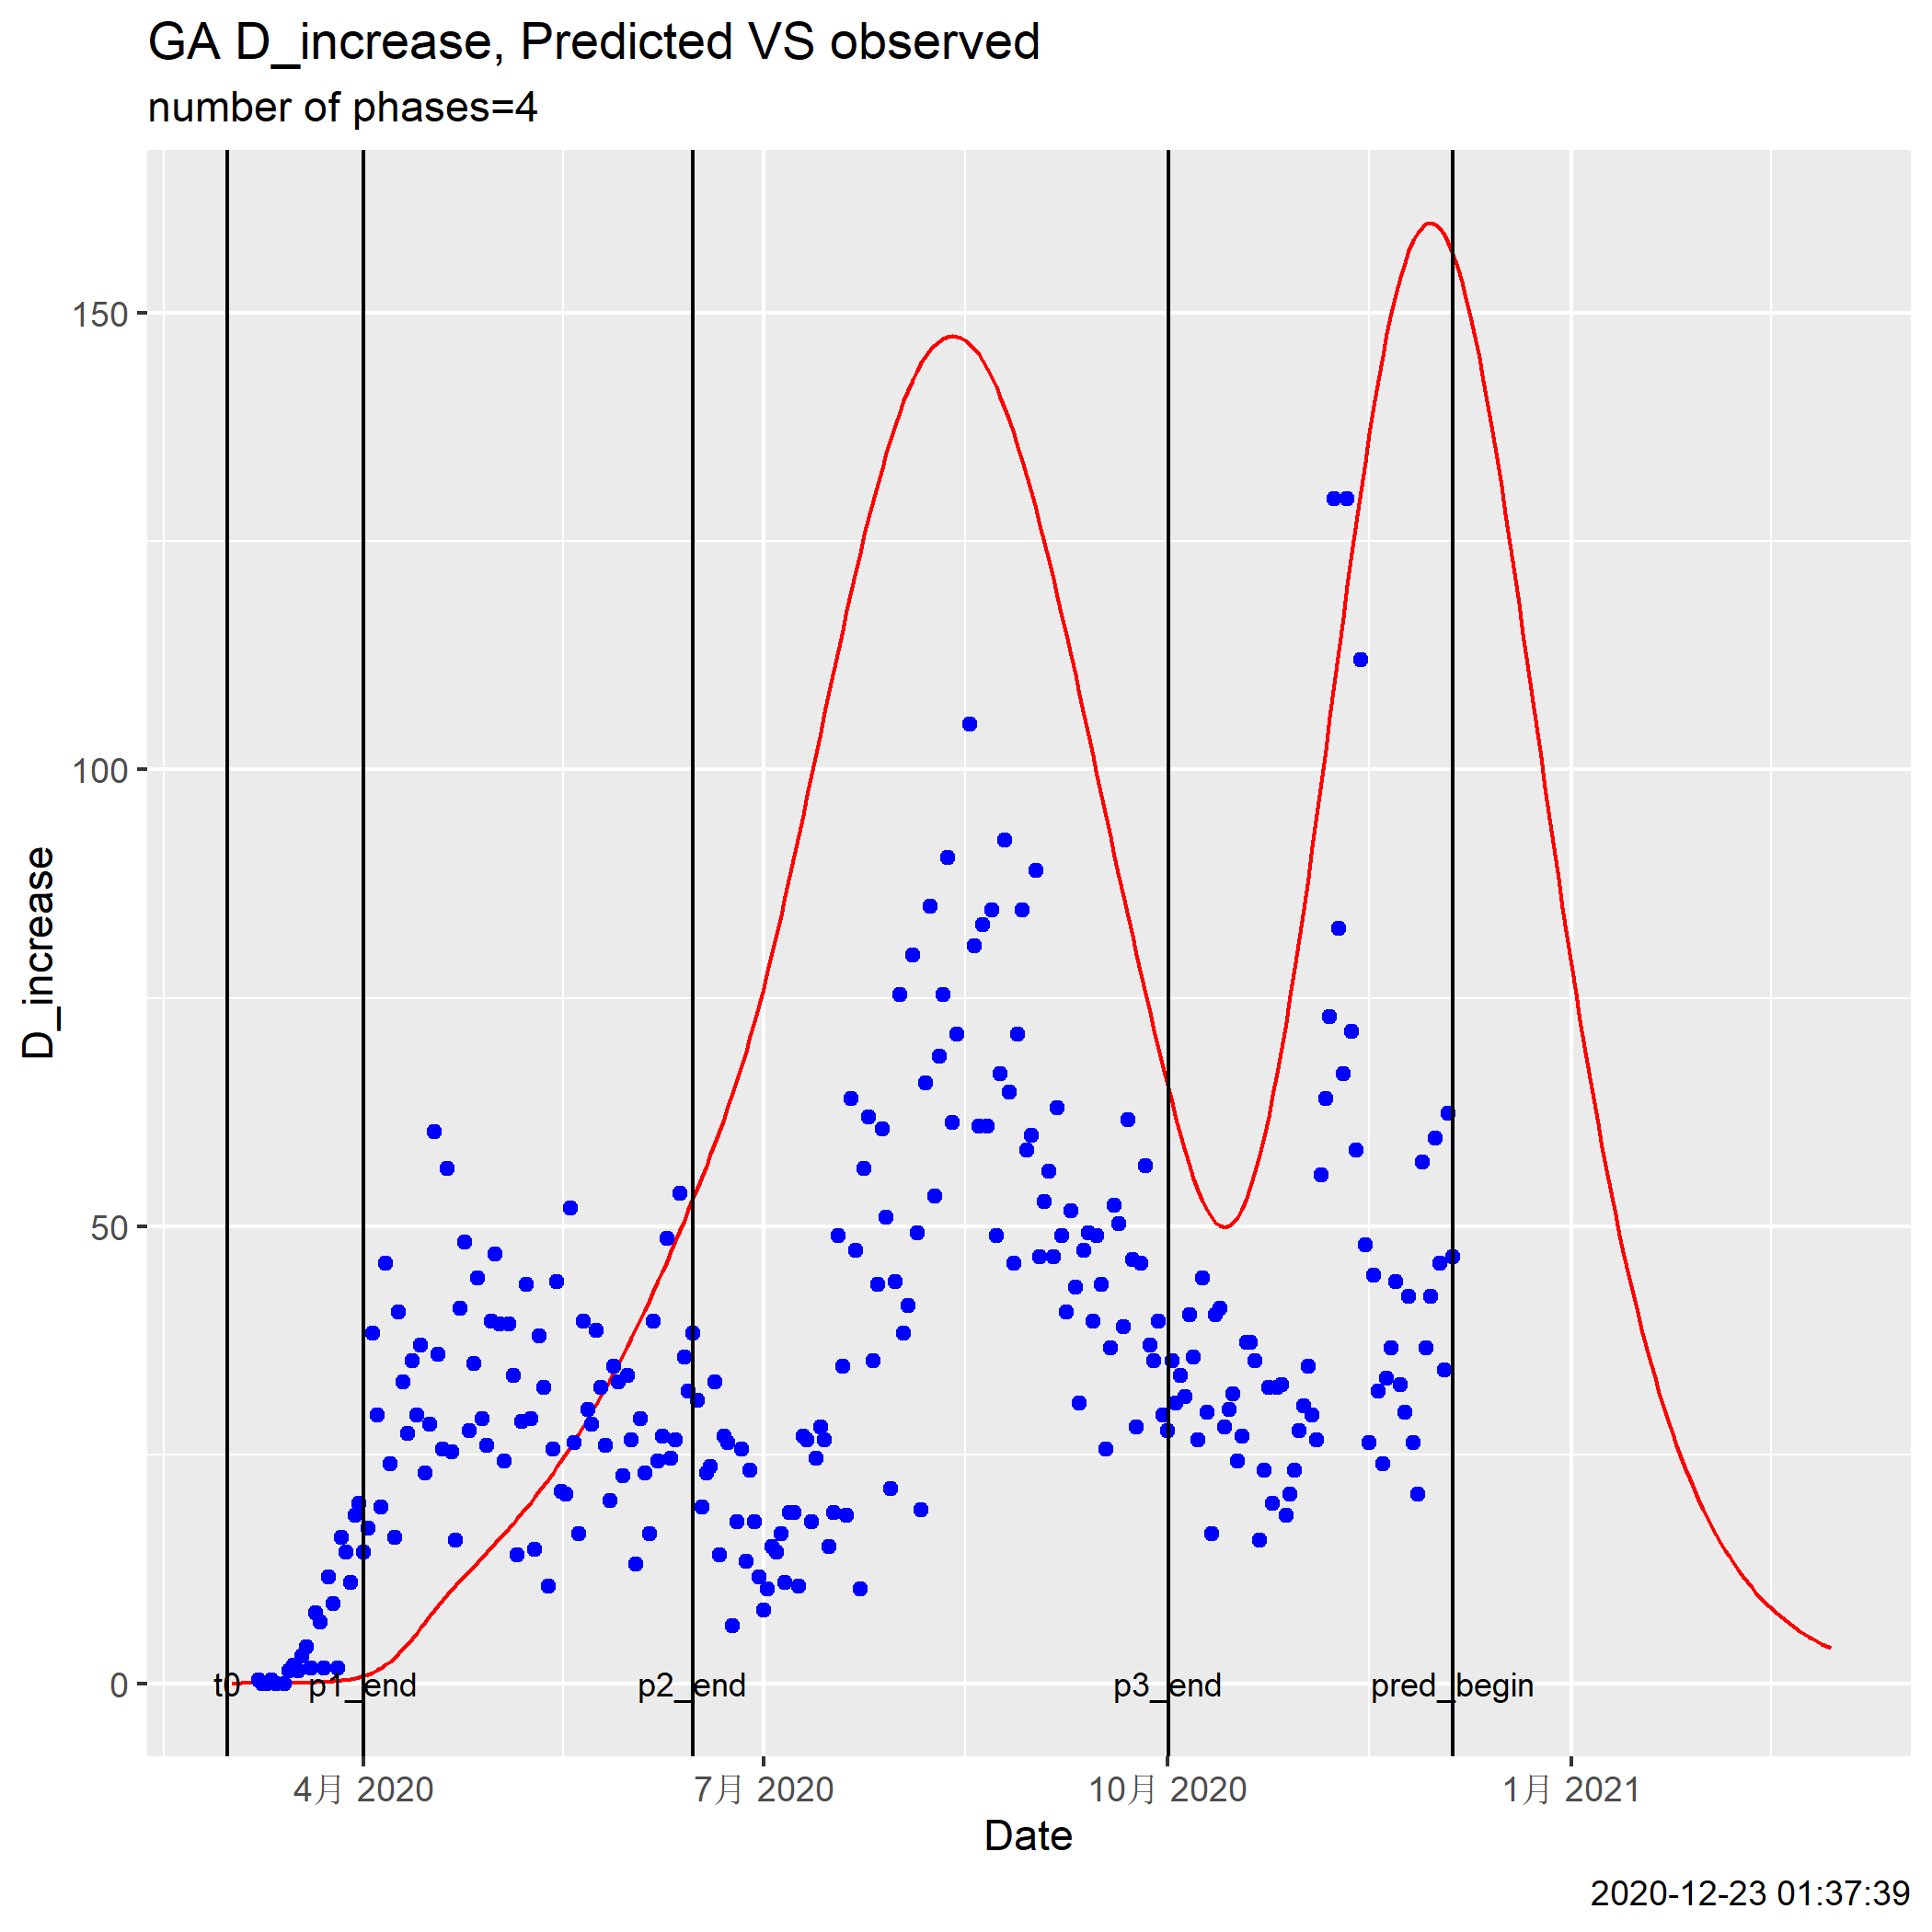 GA D_increase, Predicted VS observed
number of phases=4
D_increase
150
100
50
0
t0
p1_end
p2_end
p3_end
pred_begin
4月 2020
7月 2020
10月 2020
1月 2021
Date
2020-12-23 01:37:39